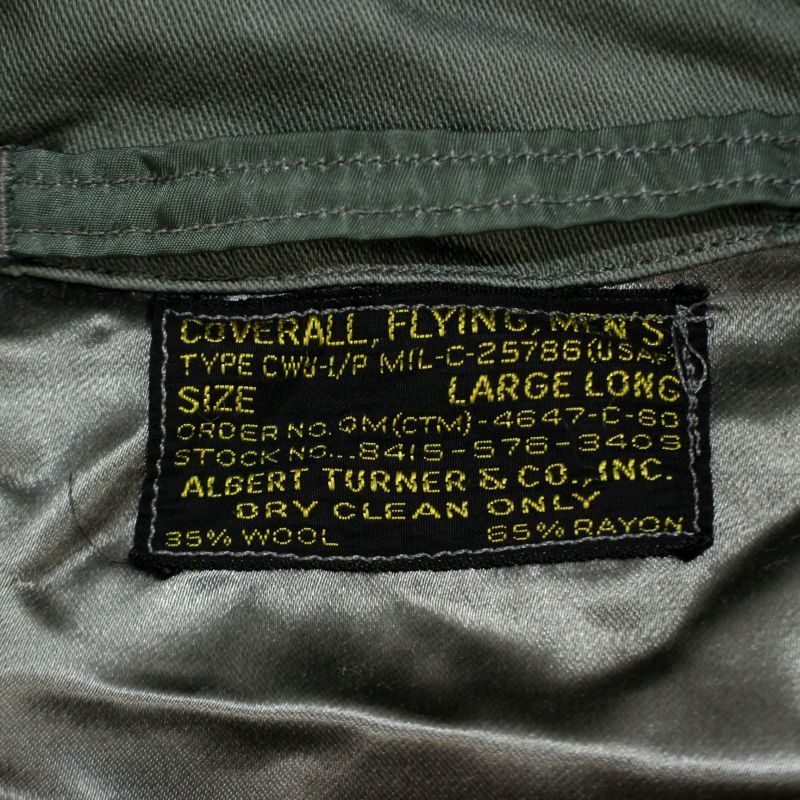 COVERALL, FLYING, MEN'S
TYPE CWU-1/P MIL-C-25786 (USAF)
SIZE LARGE LONG
ORDER NO. QM(CTM)-4647-C-60
STOCK NO...8415-576-3403
ALBERT TURNER & CO., INC.
DRY CLEAN ONLY
35% WOOL 65% RAYON